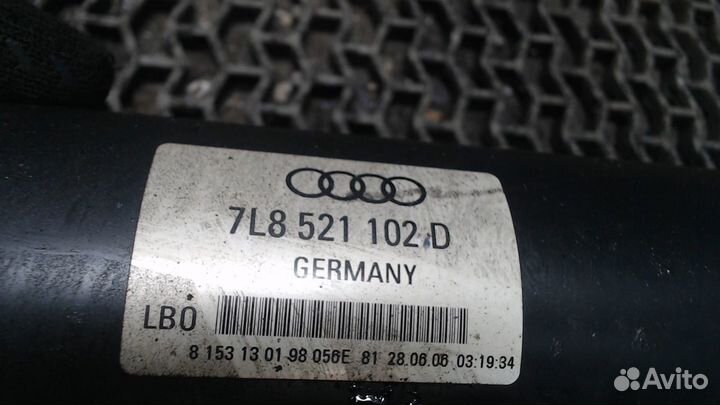 7L8 521 102 D
GERMANY
LBO
8 153 13 01 98 056E 81 28.06.06 03:19:34
Avito